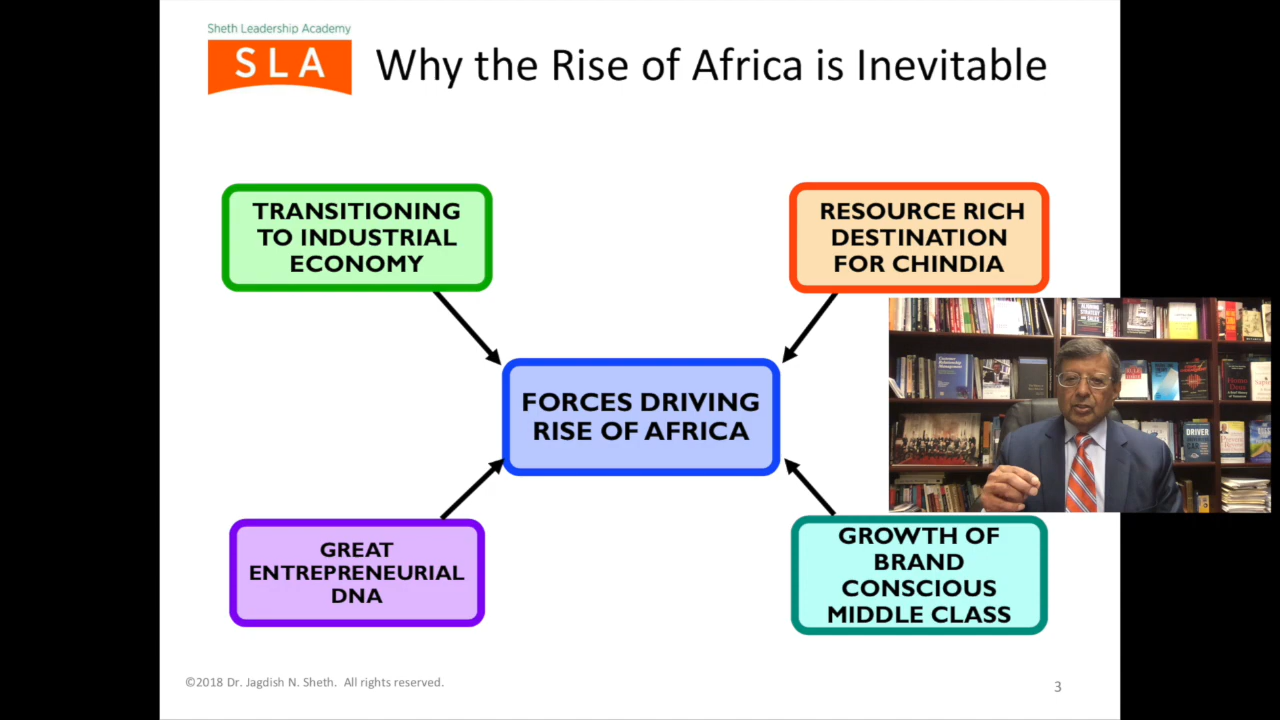 Sheth Leadership Academy
SLA
Why the Rise of Africa is Inevitable
TRANSITIONING
TO INDUSTRIAL
ECONOMY
RESOURCE RICH
DESTINATION
FOR CHINDIA
FORCES DRIVING
RISE OF AFRICA
GREAT
ENTREPRENEURIAL
DNA
GROWTH OF
BRAND
CONSCIOUS
MIDDLE CLASS
DRIVER
©2018 Dr. Jagdish N. Sheth. All rights reserved.
3